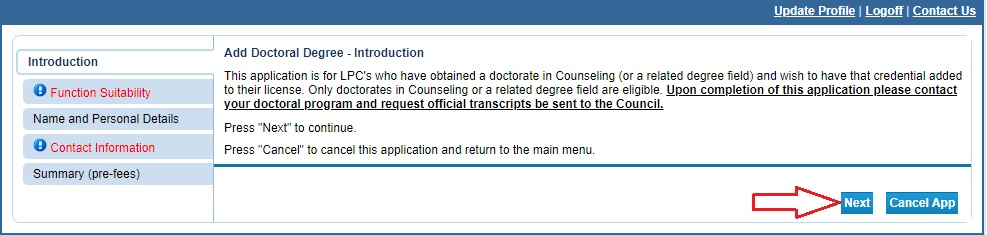 Update Profile | Logoff | Contact Us
Introduction
Function Suitability
Name and Personal Details
Contact Information
Summary (pre-fees)
Add Doctoral Degree - Introduction
This application is for LPC's who have obtained a doctorate in Counseling (or a related degree field) and wish to have that credential added
to their license. Only doctorates in Counseling or a related degree field are eligible. Upon completion of this application please contact
your doctoral program and request official transcripts be sent to the Council.
Press "Next" to continue.
Press "Cancel" to cancel this application and return to the main menu.
Next Cancel App